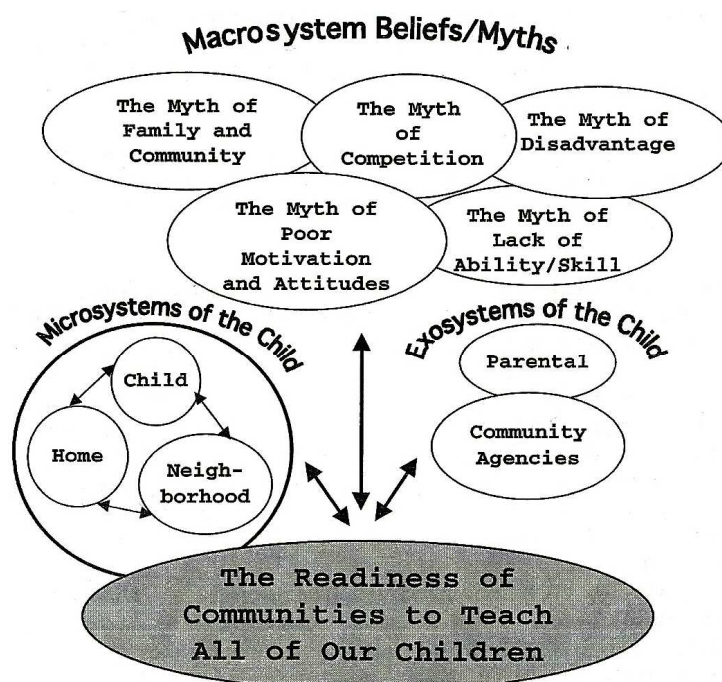 Macrosystem Beliefs/Myths
The Myth of
Family and
Community
The Myth
of
Competition
The Myth of
Disadvantage
The Myth of
Poor
Motivation
and Attitudes
The Myth of
Lack of
Ability/Skill
Microsystems of the Child
Child
Home
Neigh-
borhood
Exosystems of the Child
Parental
Community
Agencies
The Readiness of
Communities to Teach
All of Our Children